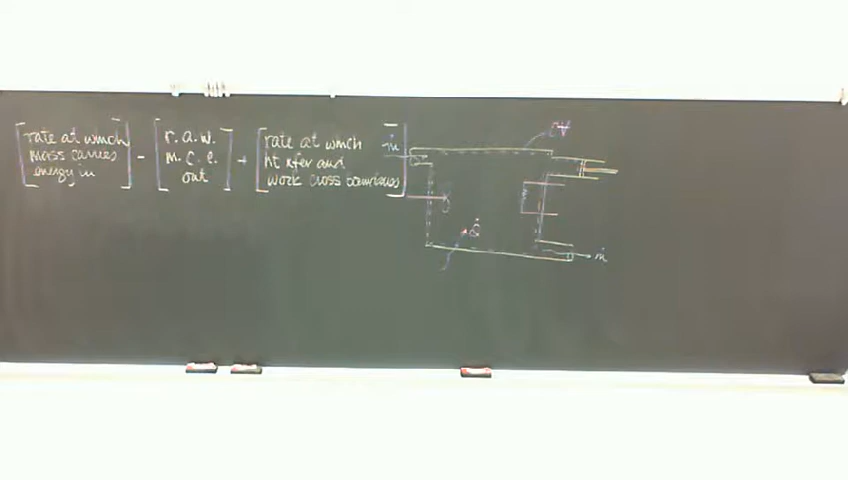 rate at which
mass carries
energy in
-
r. a. w.
m. c. e.
out
+
rate at which
ht xfer and
work cross boundaries
ṁ
CV
Q̇
ṁ